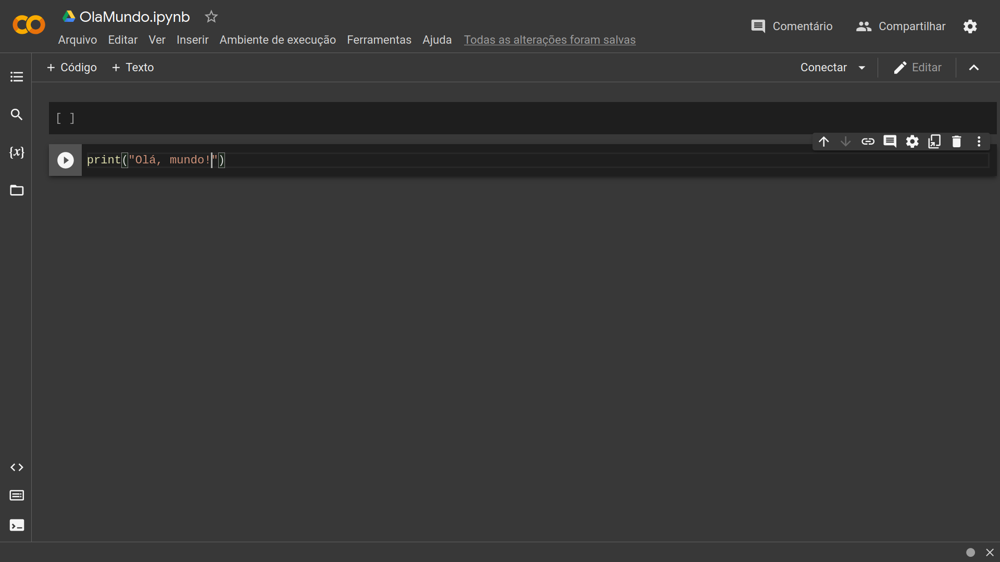 OlaMundo.ipynb
Arquivo Editar Ver Inserir Ambiente de execução Ferramentas Ajuda Todas as alterações foram salvas
Comentário Compartilhar
+ Código + Texto
Conectar Editar
[ ]
{x}
print("Olá, mundo!")